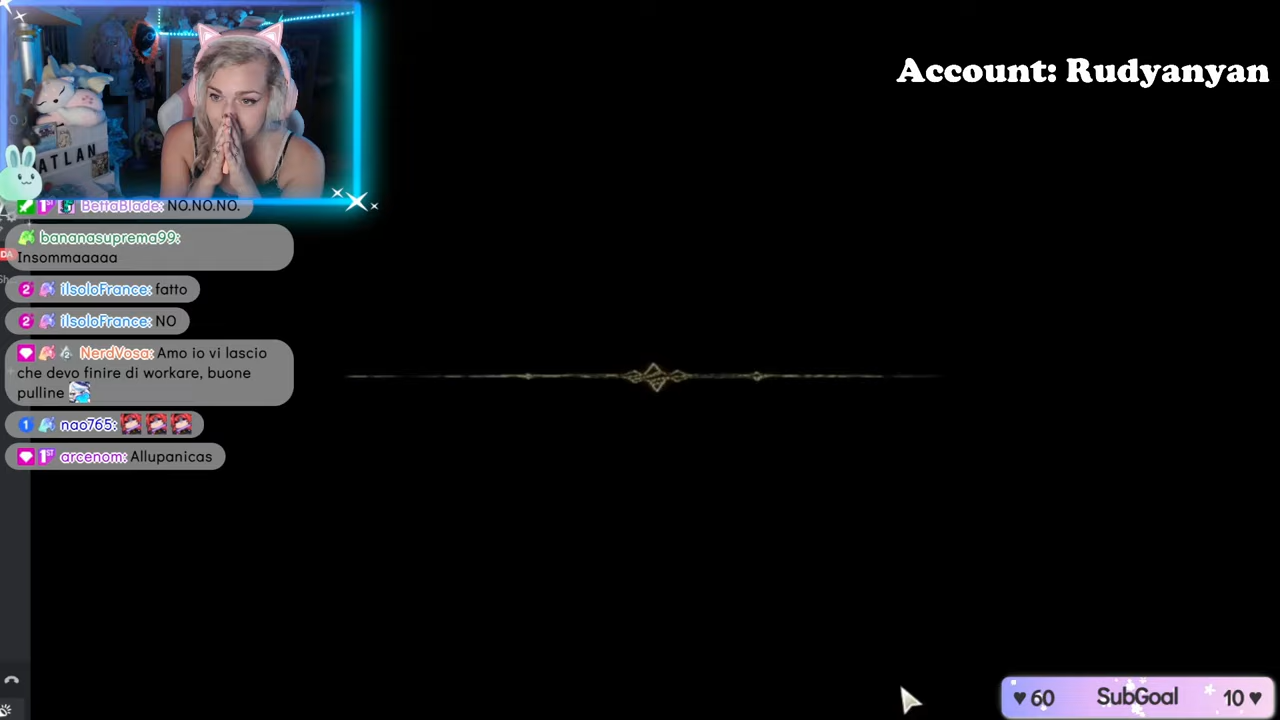 Account: Rudyanyan
ATLAN
BettaBlade: NO.NO.NO.
bananasuprema99:
Insommaaaaa
ilsoloFrance: fatto
ilsoloFrance: NO
NerdVosa: Amo io vi lascio
che devo finire di workare, buone
pulline
nao765:
arcenom: Allupanicas
60 SubGoal 10